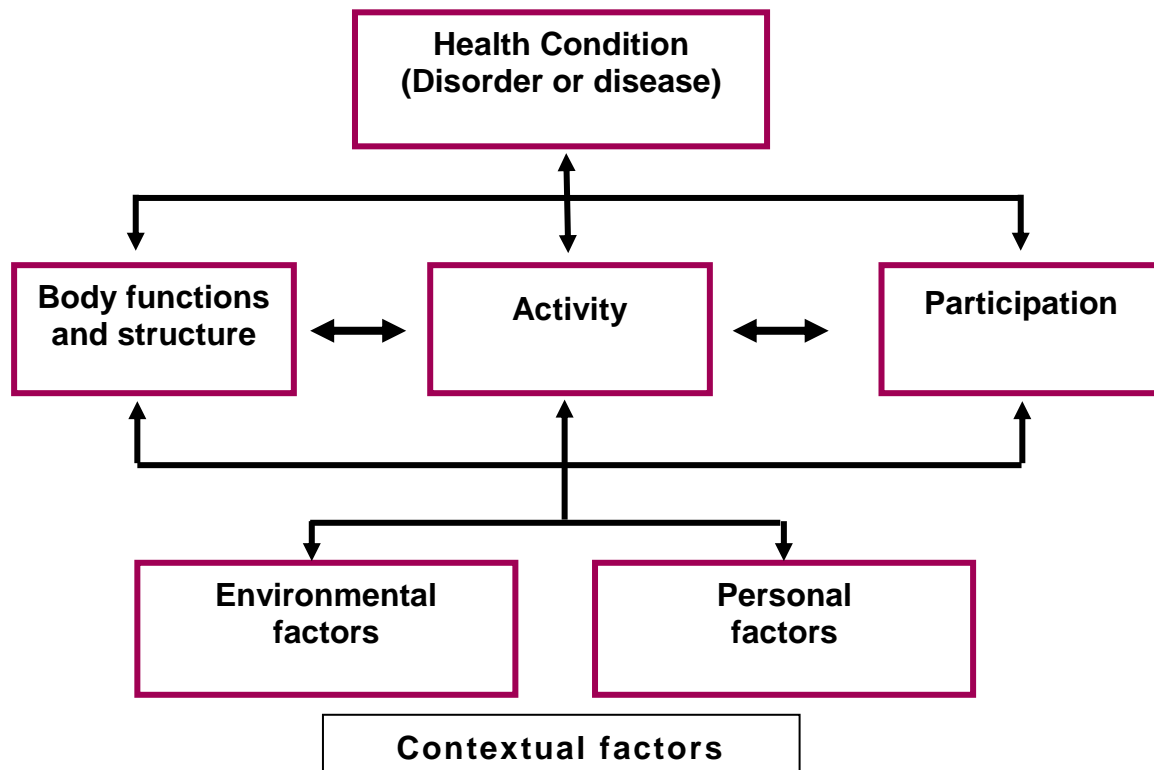 Health Condition
(Disorder or disease)
Body functions
and structure
Activity
Participation
Environmental
factors
Personal
factors
Contextual factors